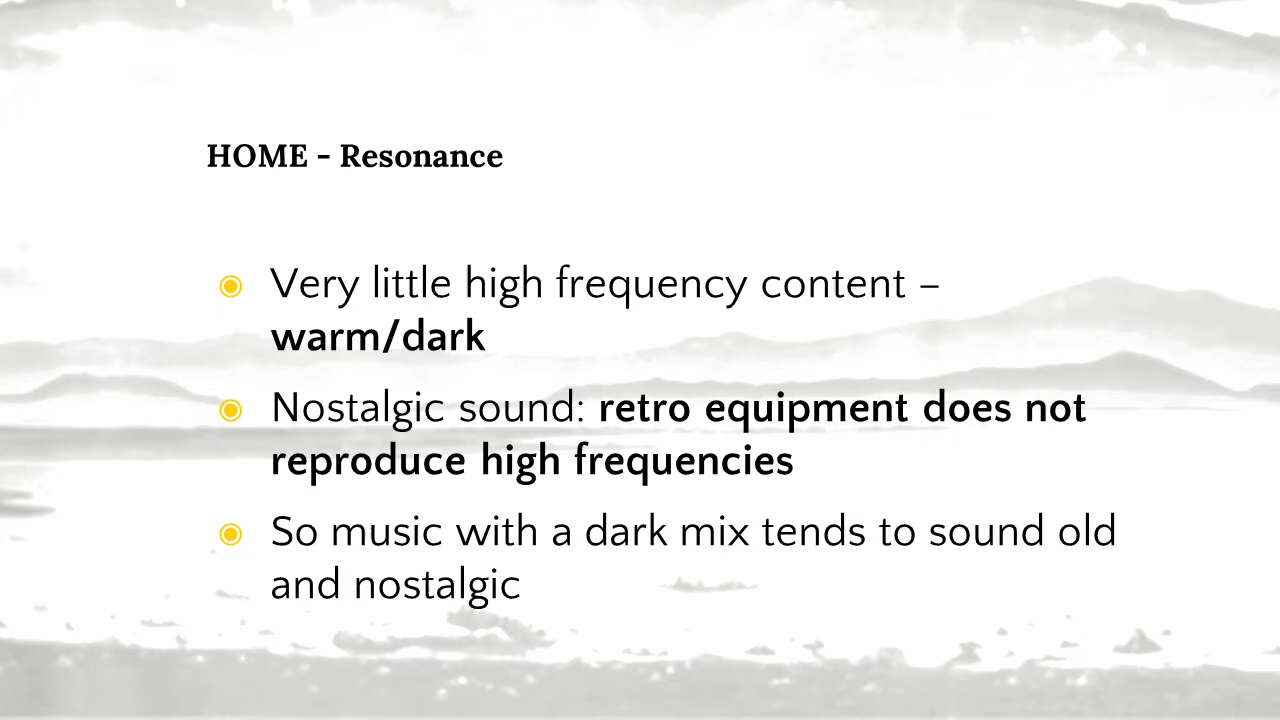 HOME - Resonance
Very little high frequency content –
warm/dark
Nostalgic sound: retro equipment does not
reproduce high frequencies
So music with a dark mix tends to sound old
and nostalgic